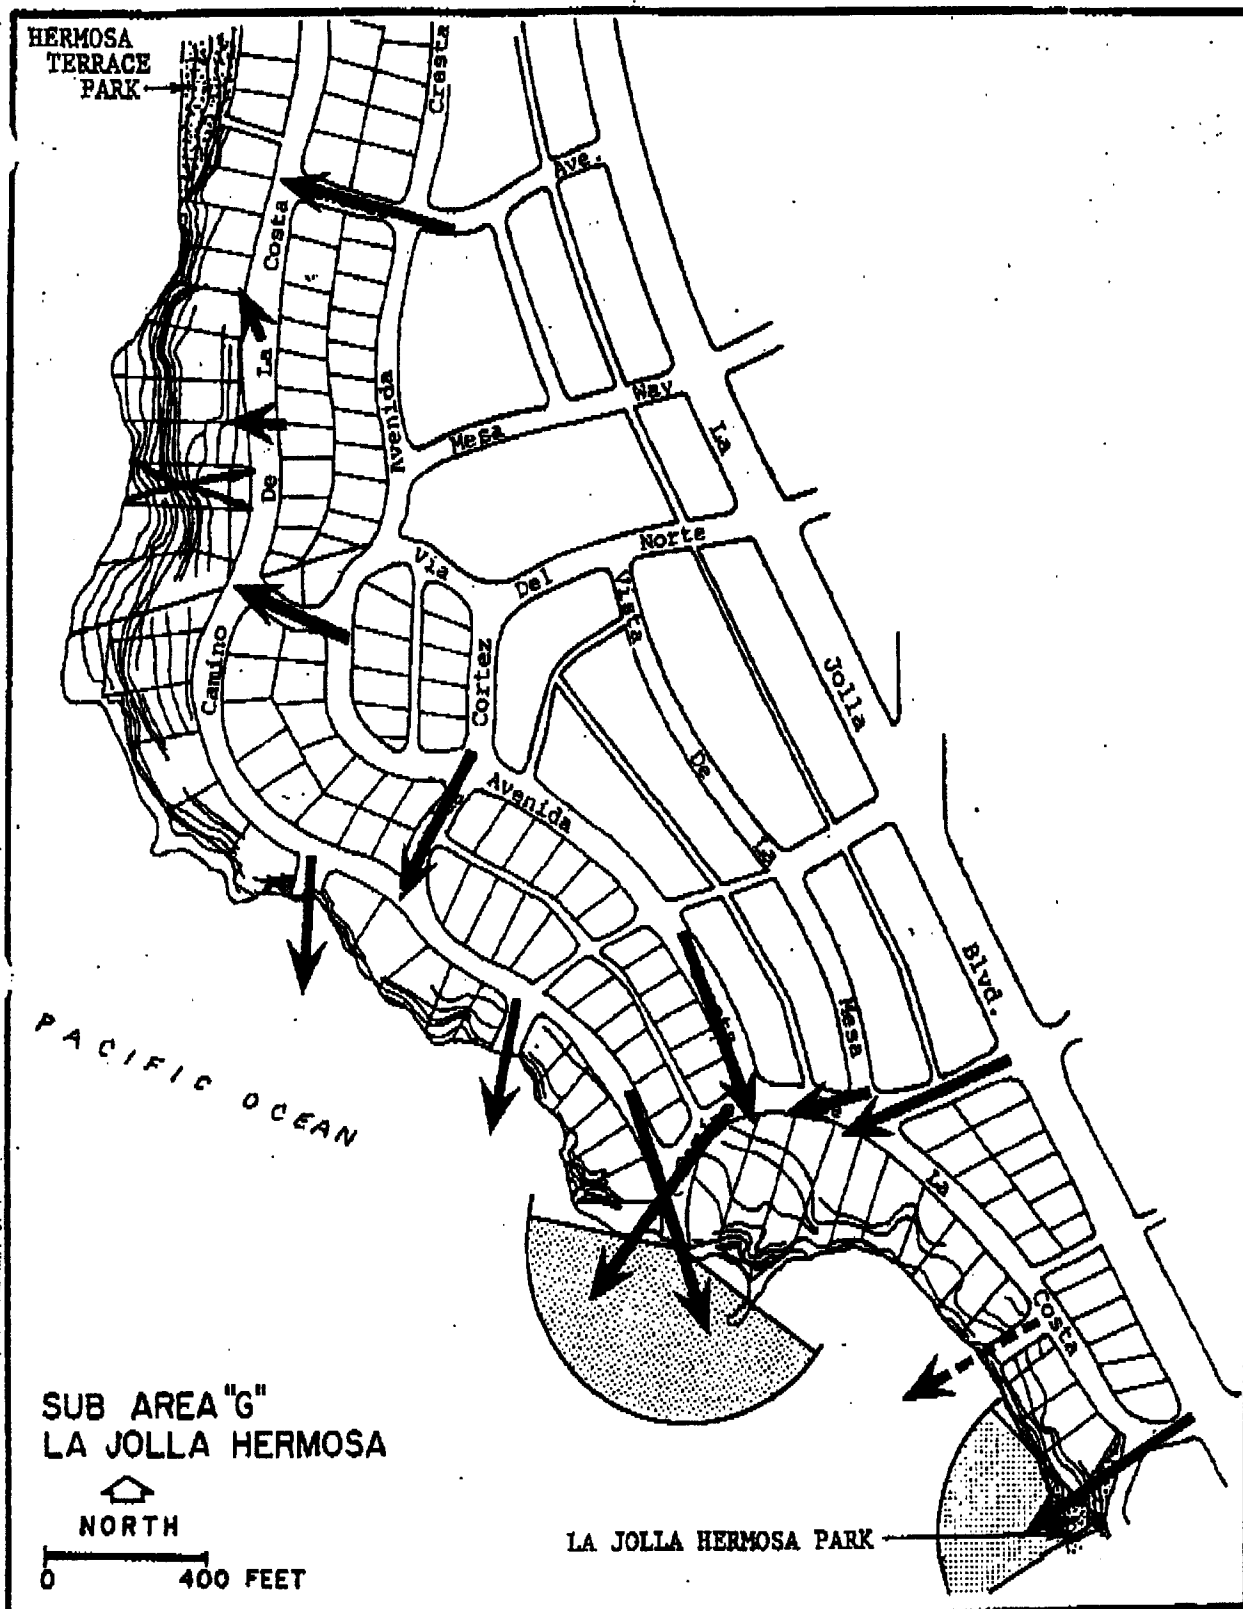 HERMOSA
TERRACE
PARK
Cresta
Ave.
Costa
La
Avenida
Way
Mesa
La
De
Norte
Via
Del
Vista
Camino
Cortez
Jolla
De
Avenida
La
Blvd.
Mesa
PACIFIC OCEAN
La
Costa
SUB AREA "G"
LA JOLLA HERMOSA
NORTH
0 400 FEET
LA JOLLA HERMOSA PARK